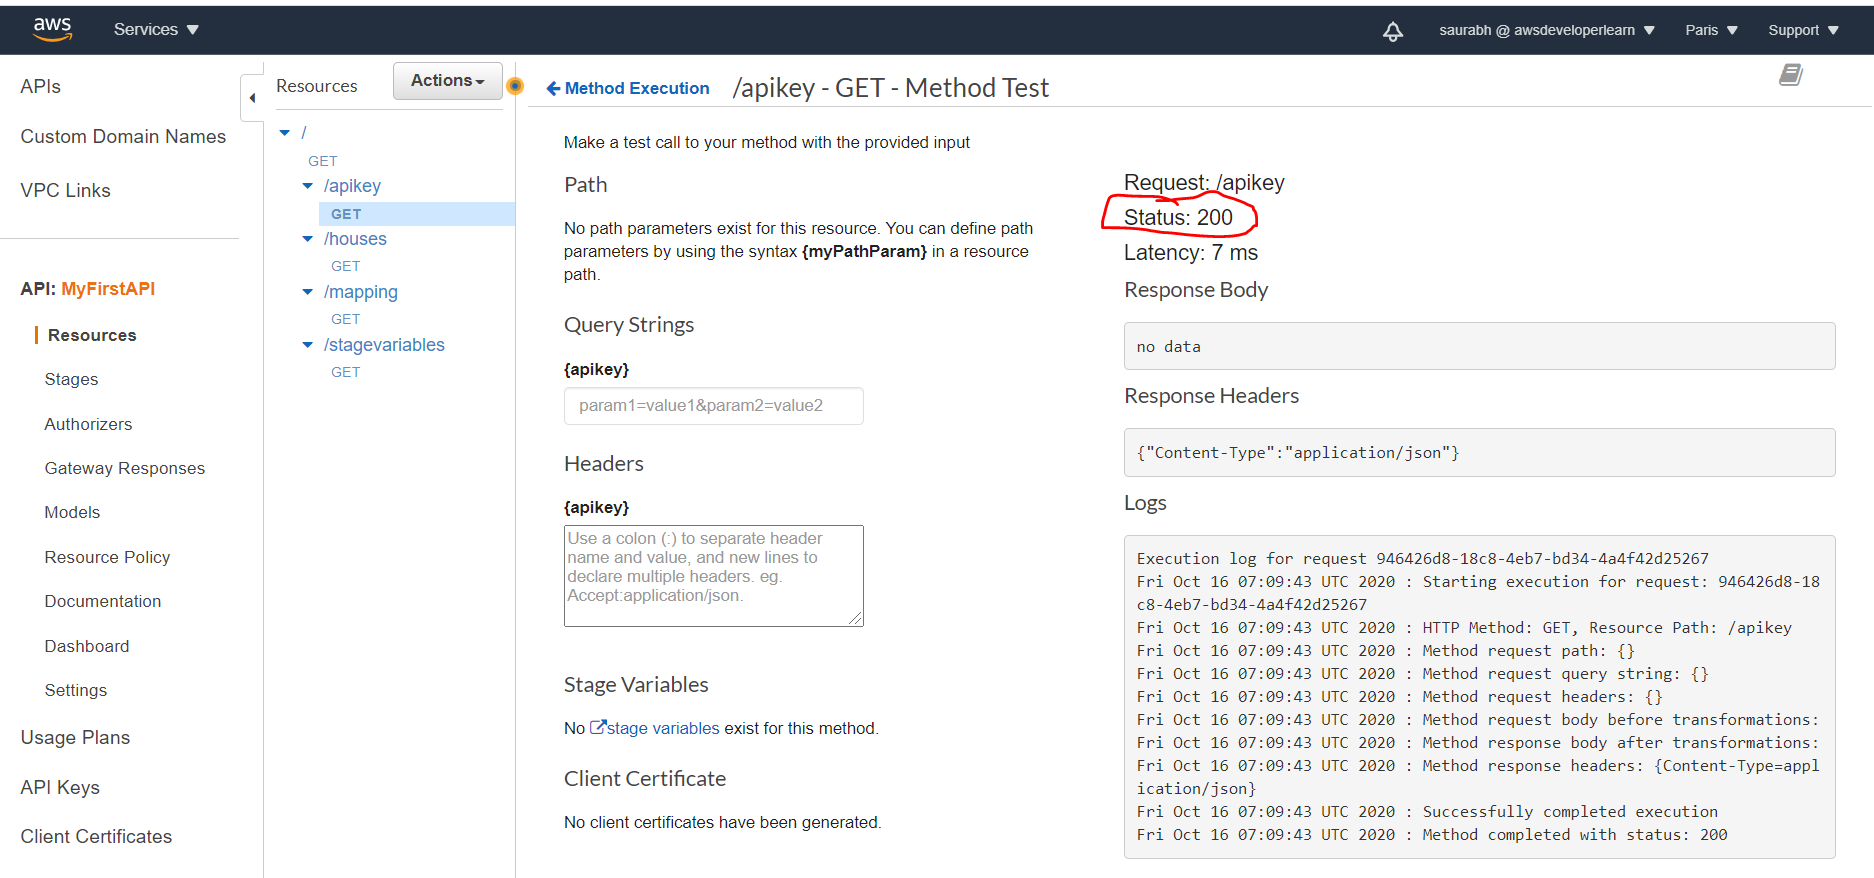 aws
Services
saurabh @ awsdeveloperlearn
Paris
Support
APIs
Custom Domain Names
VPC Links
API: MyFirstAPI
Resources
Stages
Authorizers
Gateway Responses
Models
Resource Policy
Documentation
Dashboard
Settings
Usage Plans
API Keys
Client Certificates
Resources
Actions
/
GET
/apikey
GET
/houses
GET
/mapping
GET
/stagevariables
GET
Method Execution
/apikey - GET - Method Test
Make a test call to your method with the provided input
Path
No path parameters exist for this resource. You can define path
parameters by using the syntax {myPathParam} in a resource
path.
Query Strings
{apikey}
param1=value1&param2=value2
Headers
{apikey}
Use a colon (:) to separate header
name and value, and new lines to
declare multiple headers. eg.
Accept:application/json.
Stage Variables
No stage variables exist for this method.
Client Certificate
No client certificates have been generated.
Request: /apikey
Status: 200
Latency: 7 ms
Response Body
no data
Response Headers
{"Content-Type":"application/json"}
Logs
Execution log for request 946426d8-18c8-4eb7-bd34-4a4f42d25267
Fri Oct 16 07:09:43 UTC 2020 : Starting execution for request: 946426d8-18
c8-4eb7-bd34-4a4f42d25267
Fri Oct 16 07:09:43 UTC 2020 : HTTP Method: GET, Resource Path: /apikey
Fri Oct 16 07:09:43 UTC 2020 : Method request path: {}
Fri Oct 16 07:09:43 UTC 2020 : Method request query string: {}
Fri Oct 16 07:09:43 UTC 2020 : Method request headers: {}
Fri Oct 16 07:09:43 UTC 2020 : Method request body before transformations:
Fri Oct 16 07:09:43 UTC 2020 : Method response body after transformations:
Fri Oct 16 07:09:43 UTC 2020 : Method response headers: {Content-Type=appl
ication/json}
Fri Oct 16 07:09:43 UTC 2020 : Successfully completed execution
Fri Oct 16 07:09:43 UTC 2020 : Method completed with status: 200